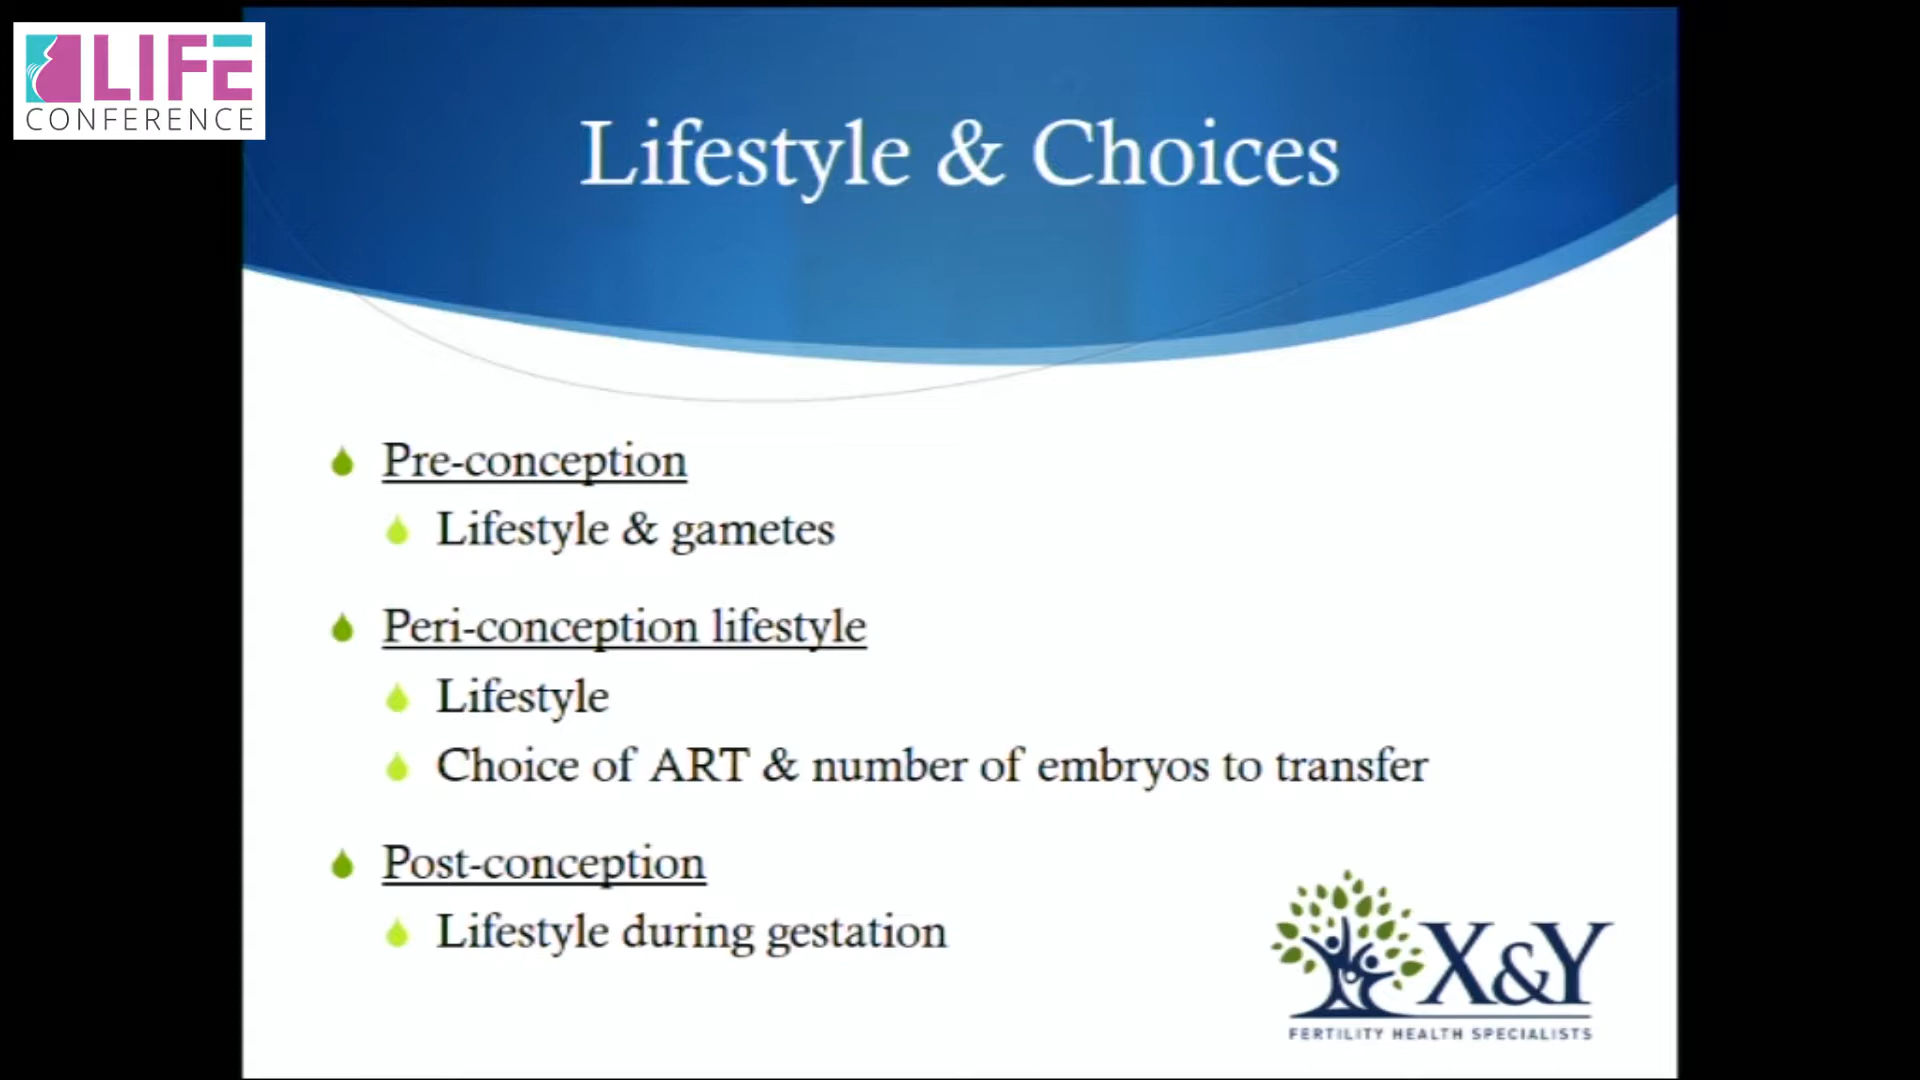 LIFE
CONFERENCE
Lifestyle & Choices
Pre-conception
Lifestyle & gametes
Peri-conception lifestyle
Lifestyle
Choice of ART & number of embryos to transfer
Post-conception
Lifestyle during gestation
X&Y
FERTILITY HEALTH SPECIALISTS